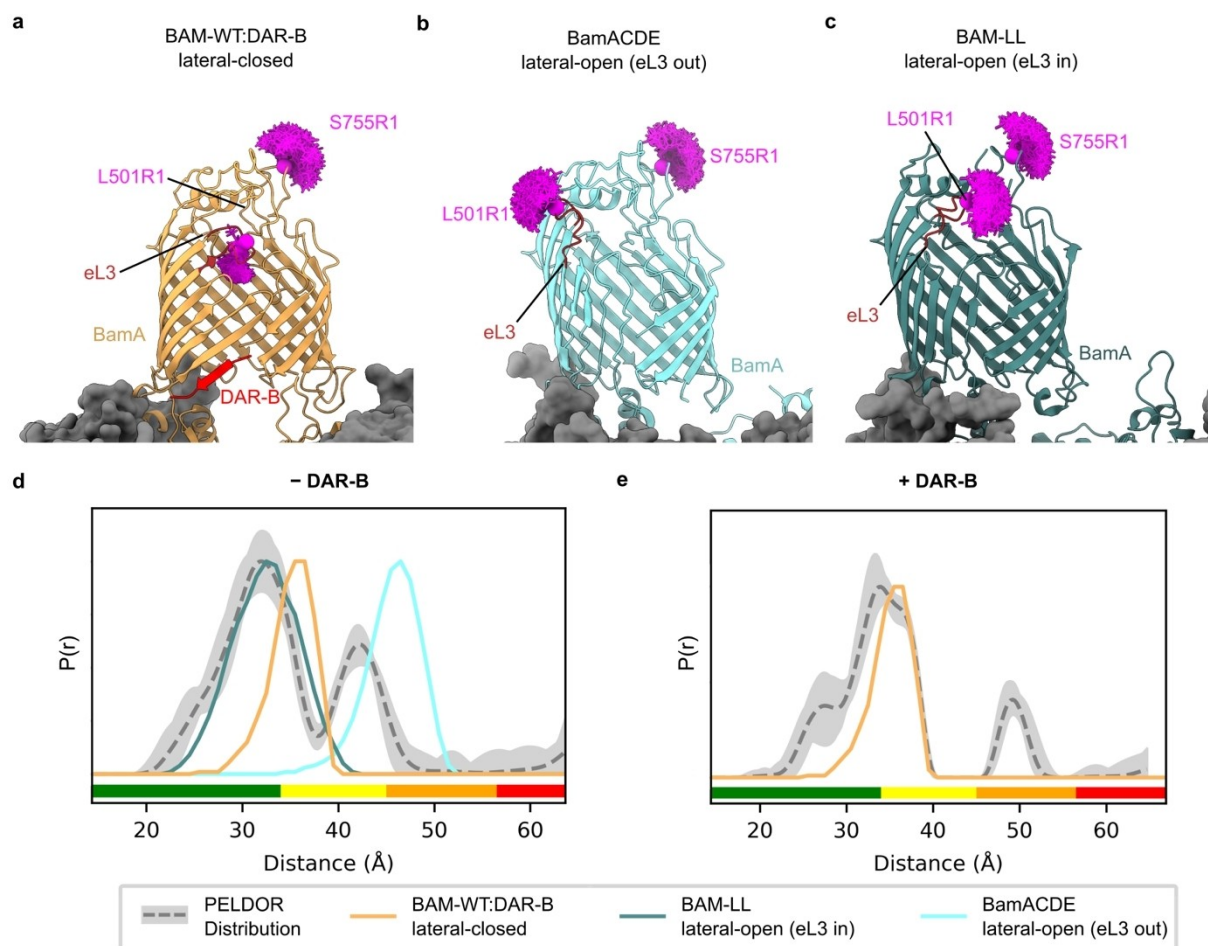 a
BAM-WT:DAR-B
lateral-closed
S755R1
L501R1
eL3
BamA
DAR-B
b
BamACDE
lateral-open (eL3 out)
S755R1
L501R1
eL3
BamA
c
BAM-LL
lateral-open (eL3 in)
L501R1
S755R1
eL3
BamA
d
– DAR-B
P(r)
20 30 40 50 60
Distance (Å)
e
+ DAR-B
P(r)
20 30 40 50 60
Distance (Å)
PELDOR
Distribution
BAM-WT:DAR-B
lateral-closed
BAM-LL
lateral-open (eL3 in)
BamACDE
lateral-open (eL3 out)